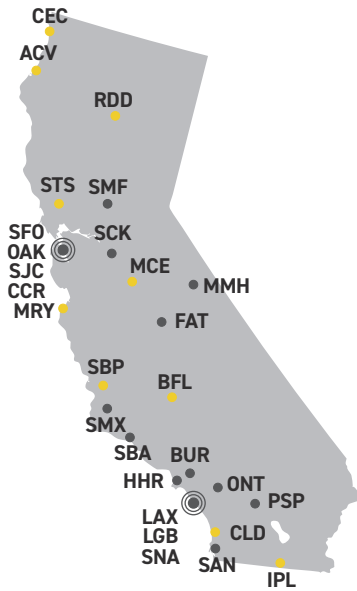 CEC
ACV
RDD
STS
SMF
SFO
OAK
SJC
CCR
MRY
SCK
MCE
MMH
FAT
SBP
BFL
SMX
SBA
BUR
HHR
ONT
PSP
LAX
LGB
SNA
CLD
SAN
IPL